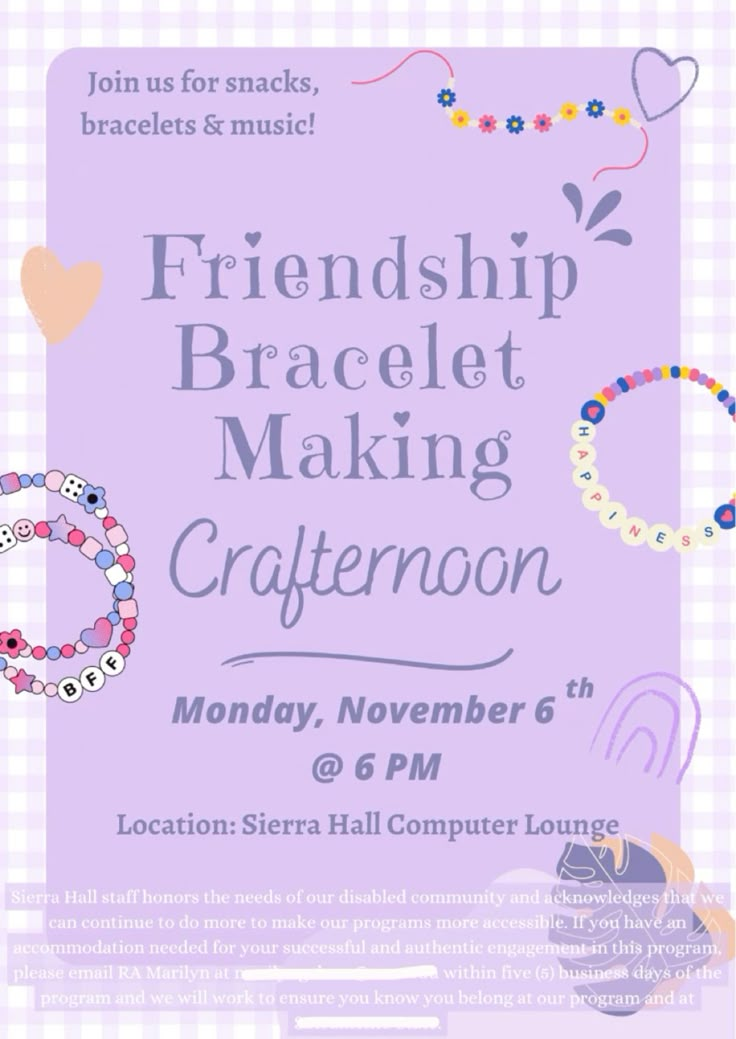 Join us for snacks,
bracelets & music!
Friendship
Bracelet
Making
Crafternoon
HAPPINESS
BFF
Monday, November 6th
@ 6 PM
Location: Sierra Hall Computer Lounge
Sierra Hall staff honors the needs of our disabled community and acknowledges that we
can continue to do more to make our programs more accessible. If you have an
accommodation needed for your successful and authentic engagement in this program,
please email RA Marilyn at within five (5) business days of the
program and we will work to ensure you know you belong at our program and at